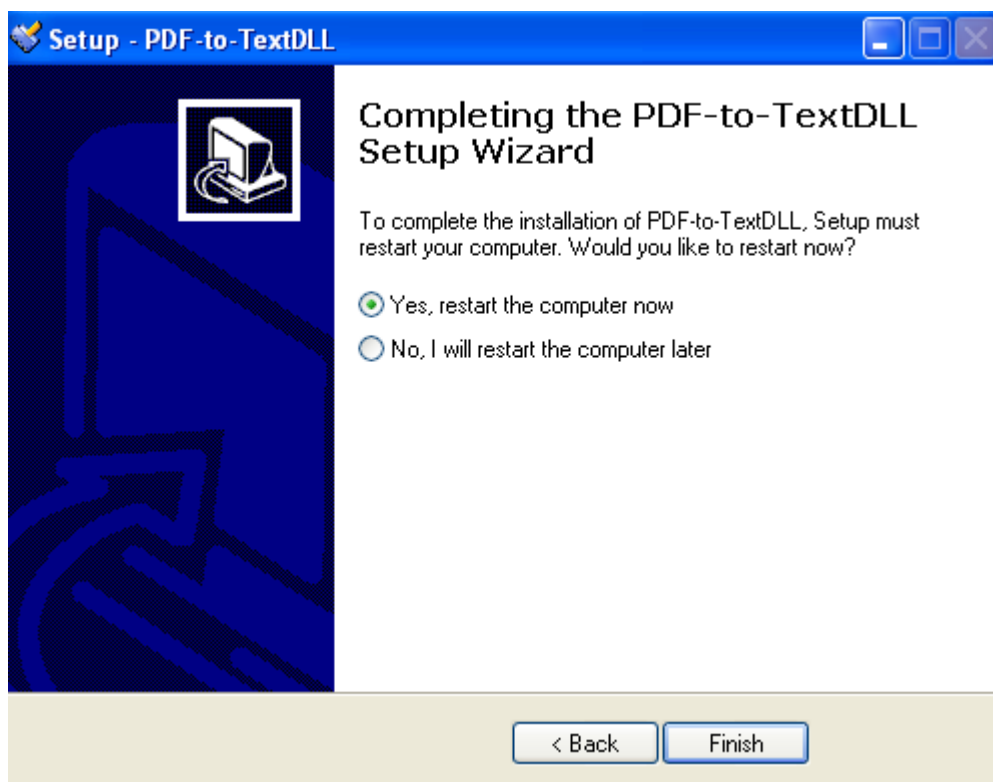 Setup - PDF-to-TextDLL
Completing the PDF-to-TextDLL
Setup Wizard
To complete the installation of PDF-to-TextDLL, Setup must
restart your computer. Would you like to restart now?
Yes, restart the computer now
No, I will restart the computer later
< Back
Finish